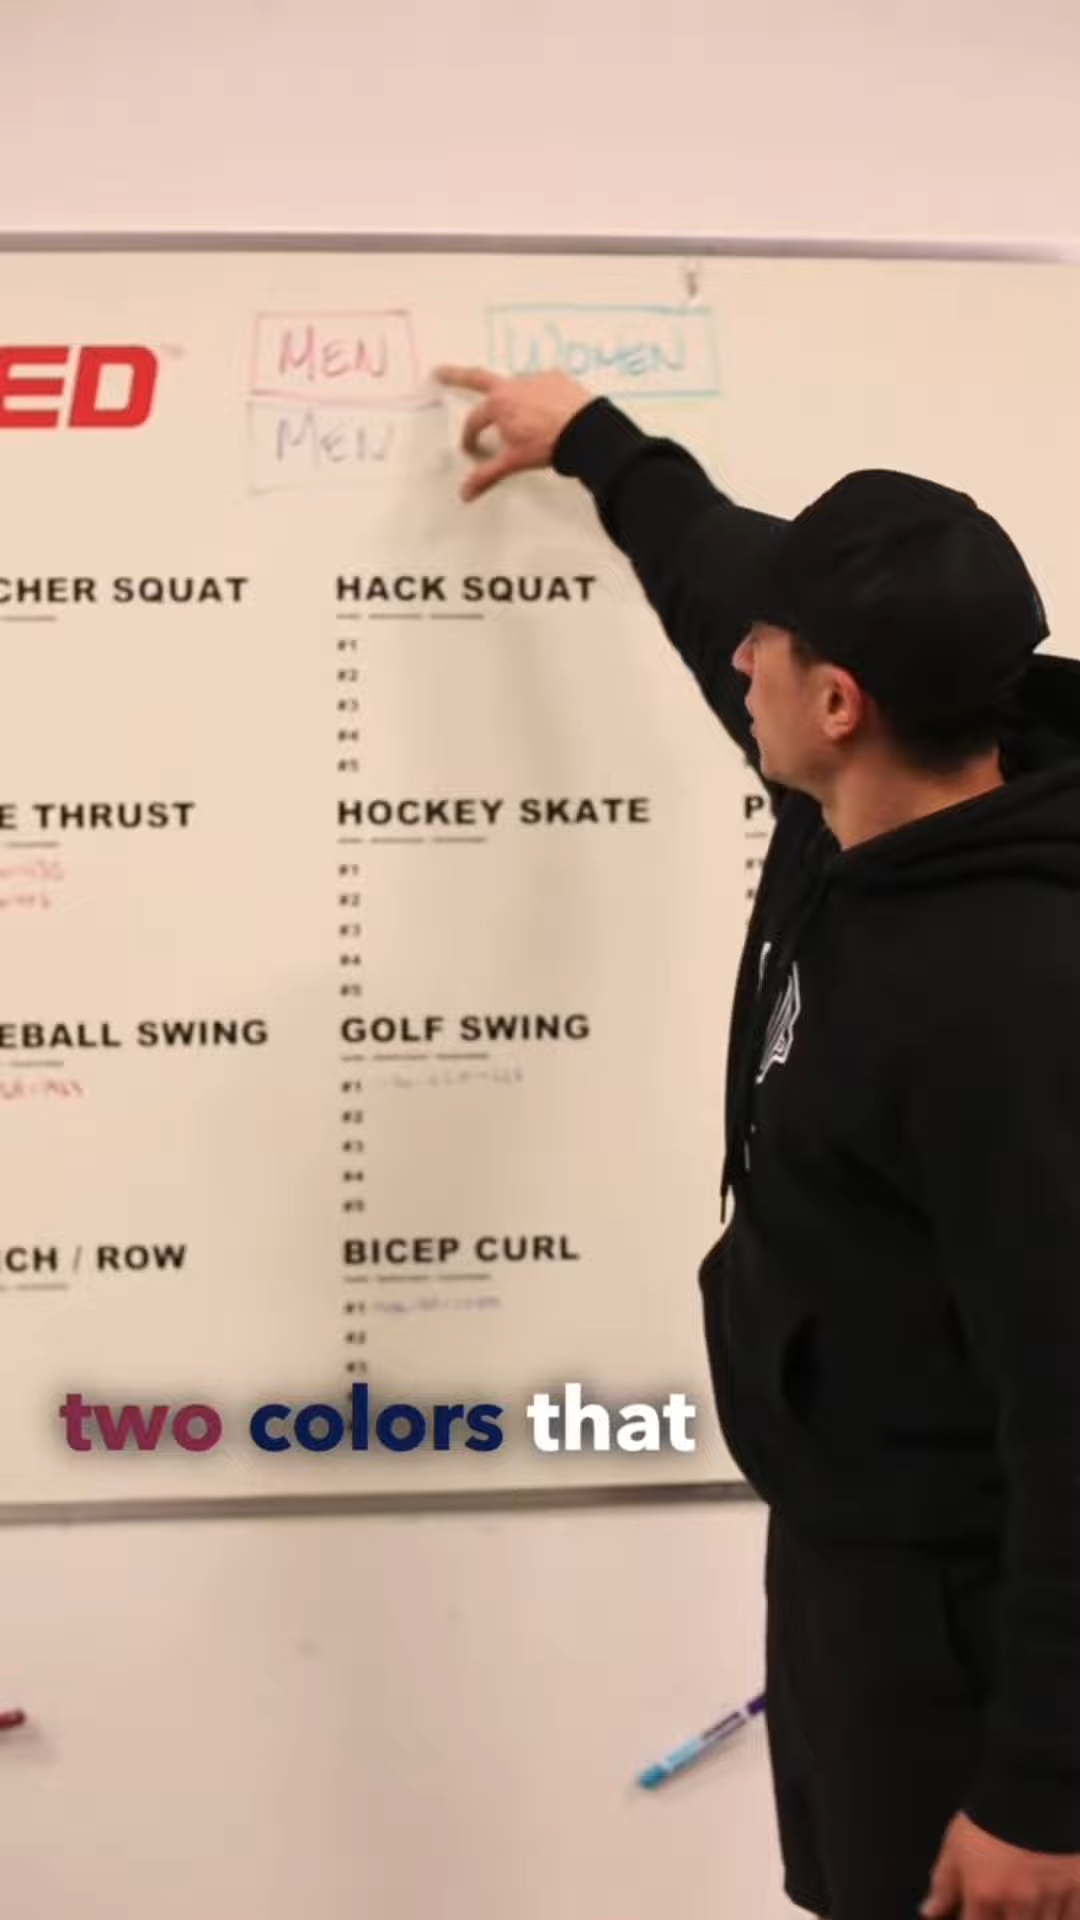 ED
MEN
WOMEN
MEN
CHER SQUAT
HACK SQUAT
#1
#2
#3
#4
#5
E THRUST
HOCKEY SKATE
P
#1
#2
#3
#4
#5
EBALL SWING
GOLF SWING
#1
#2
#3
#4
#5
CH / ROW
BICEP CURL
#1
#2
#3
two colors that